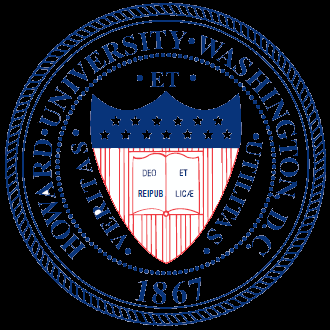 HOWARD · UNIVERSITY · WASHINGTON D.C.
· VERITAS · ET · UTILITAS ·
DEO ET
REIPUB LICÆ
1867